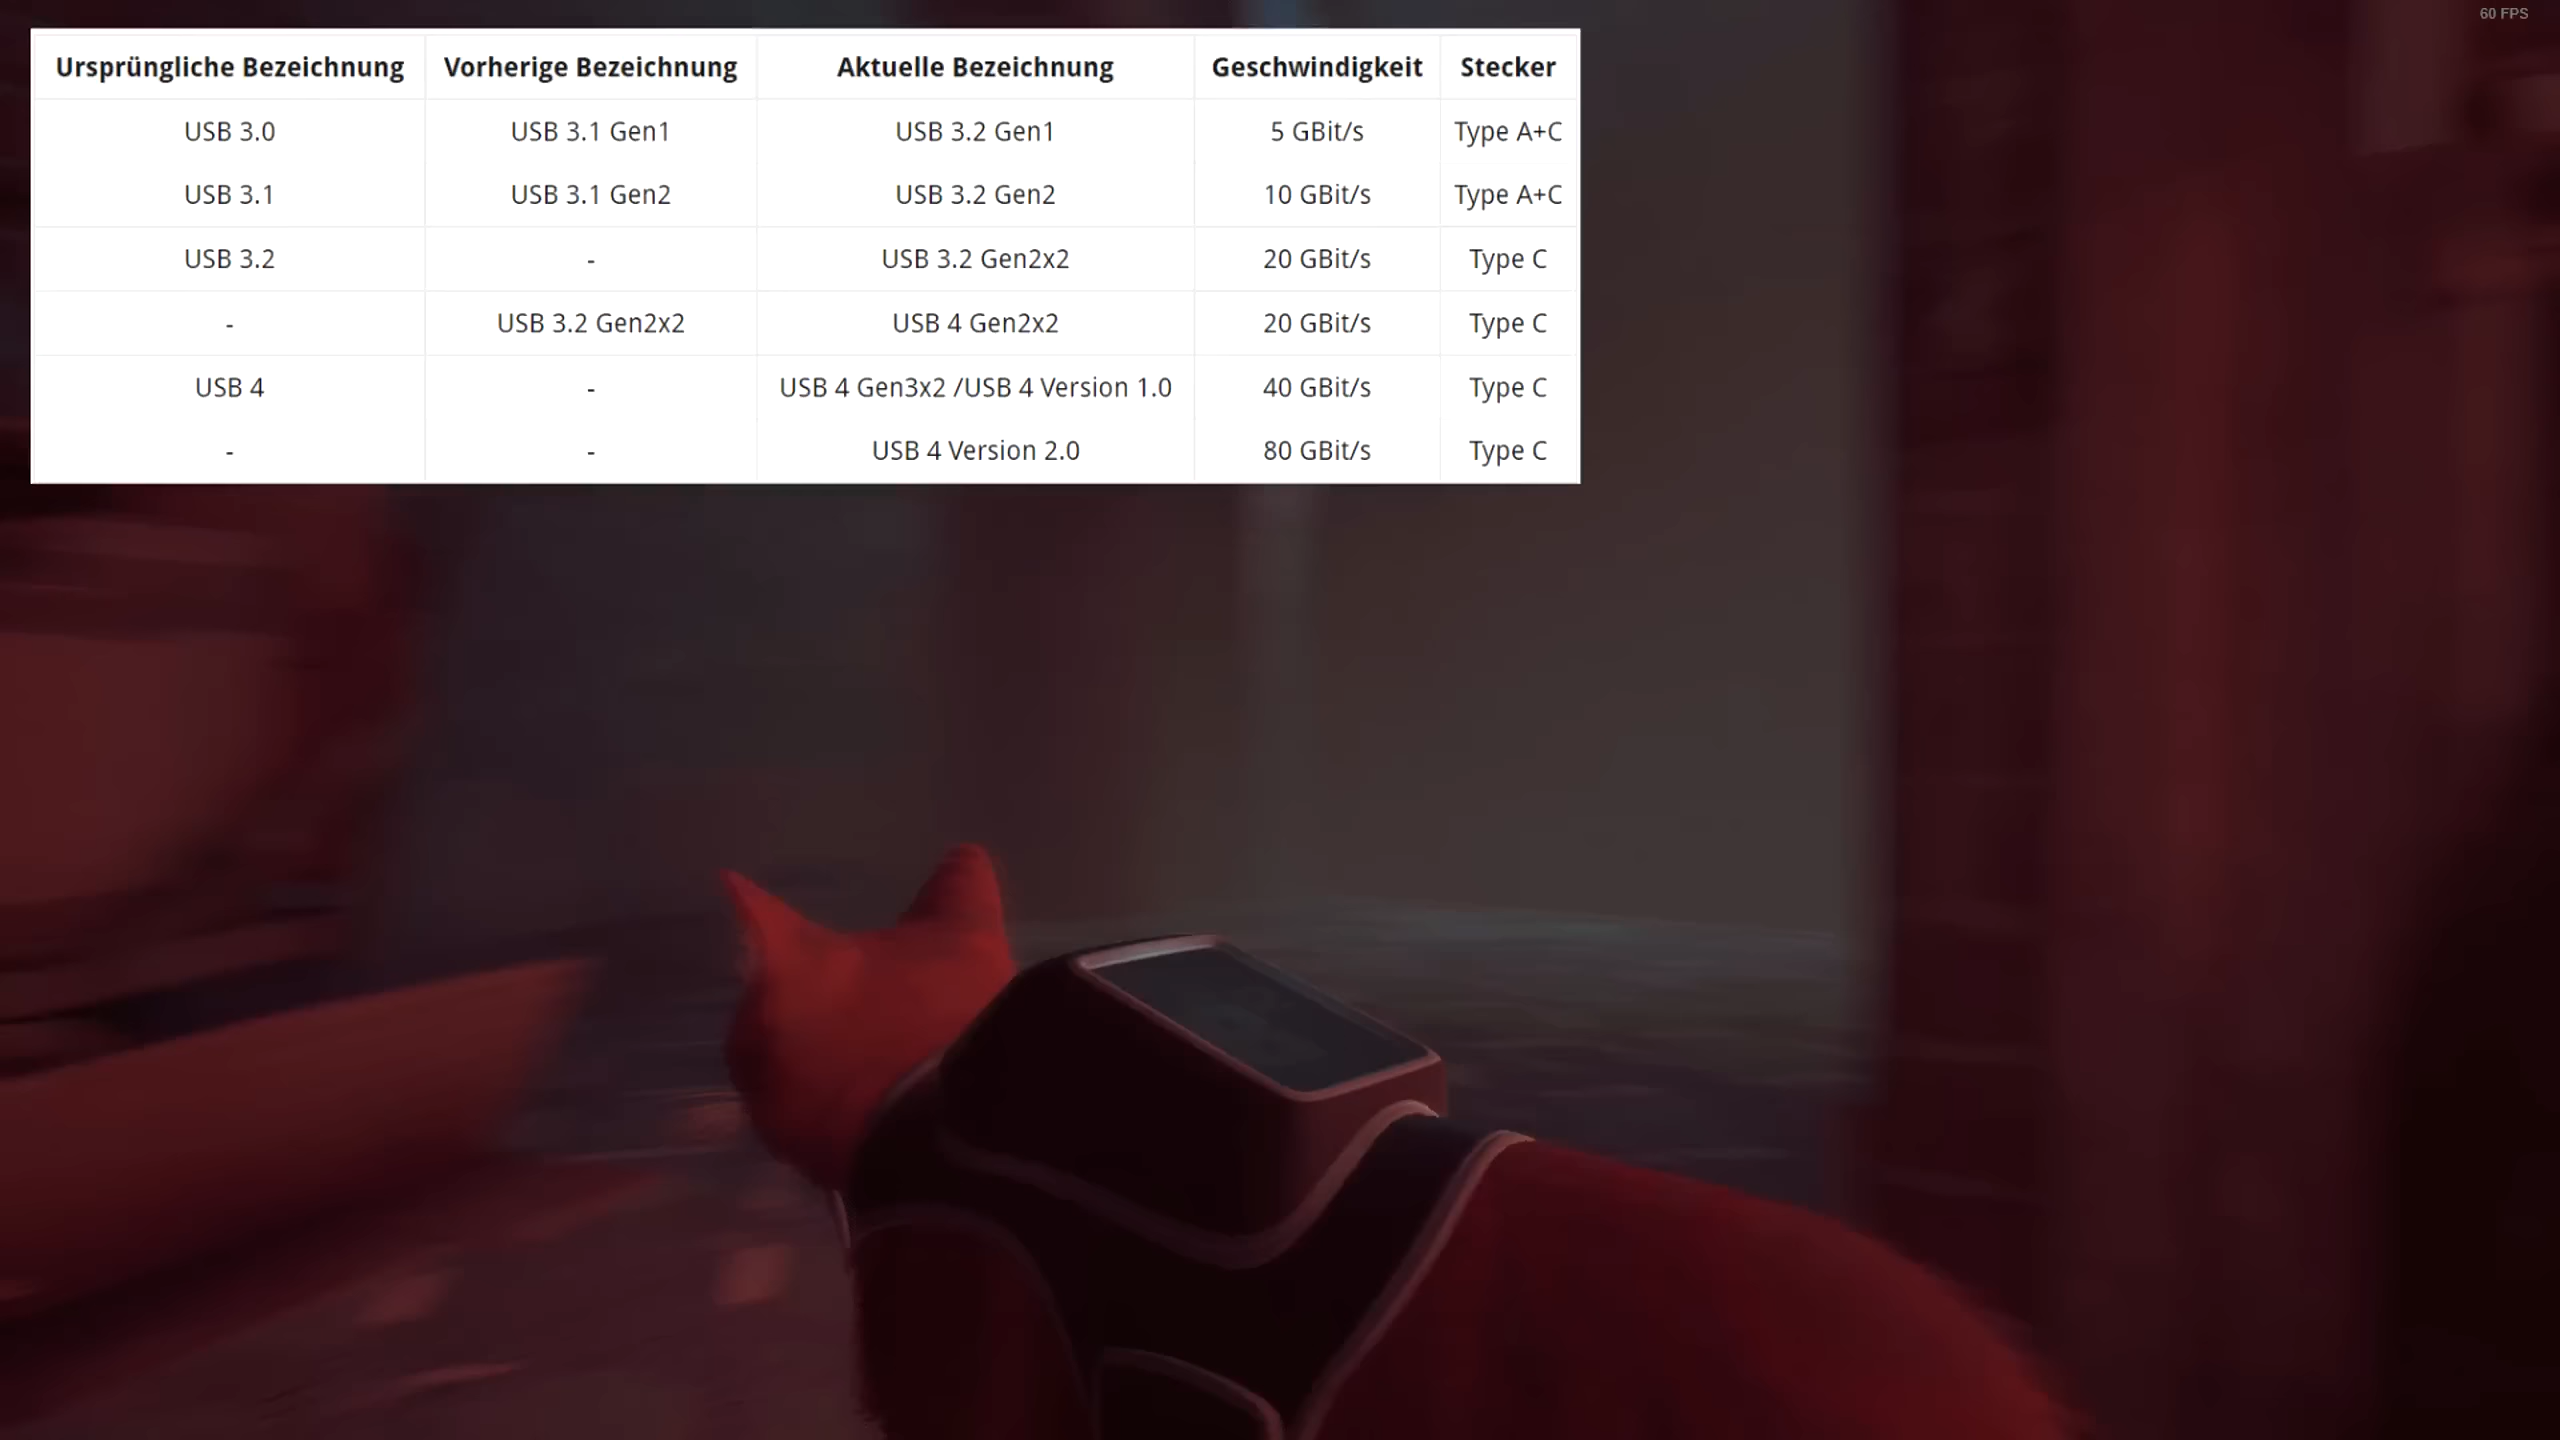 60 FPS
Ursprüngliche Bezeichnung Vorherige Bezeichnung Aktuelle Bezeichnung Geschwindigkeit Stecker
USB 3.0 USB 3.1 Gen1 USB 3.2 Gen1 5 GBit/s Type A+C
USB 3.1 USB 3.1 Gen2 USB 3.2 Gen2 10 GBit/s Type A+C
USB 3.2 - USB 3.2 Gen2x2 20 GBit/s Type C
- USB 3.2 Gen2x2 USB 4 Gen2x2 20 GBit/s Type C
USB 4 - USB 4 Gen3x2 /USB 4 Version 1.0 40 GBit/s Type C
- - USB 4 Version 2.0 80 GBit/s Type C